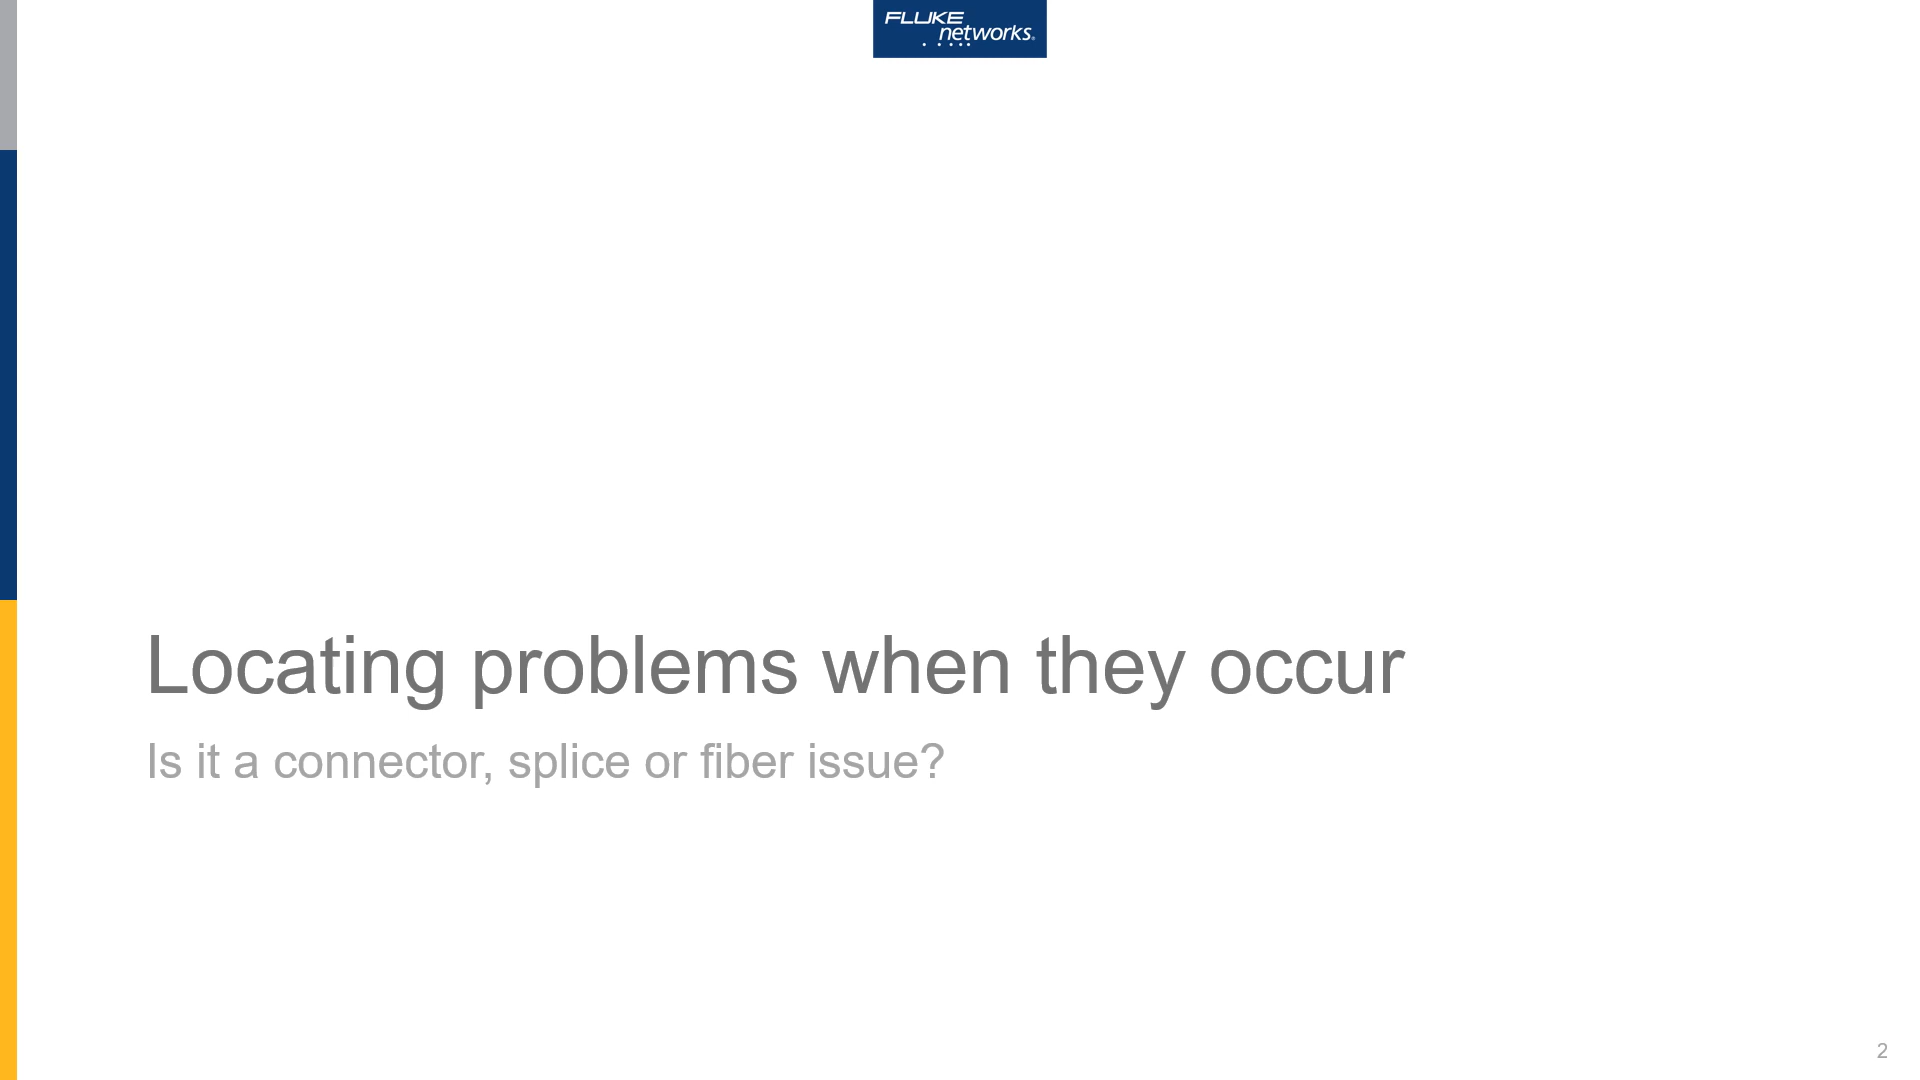 FLUKE
networks®
Locating problems when they occur
Is it a connector, splice or fiber issue?
2